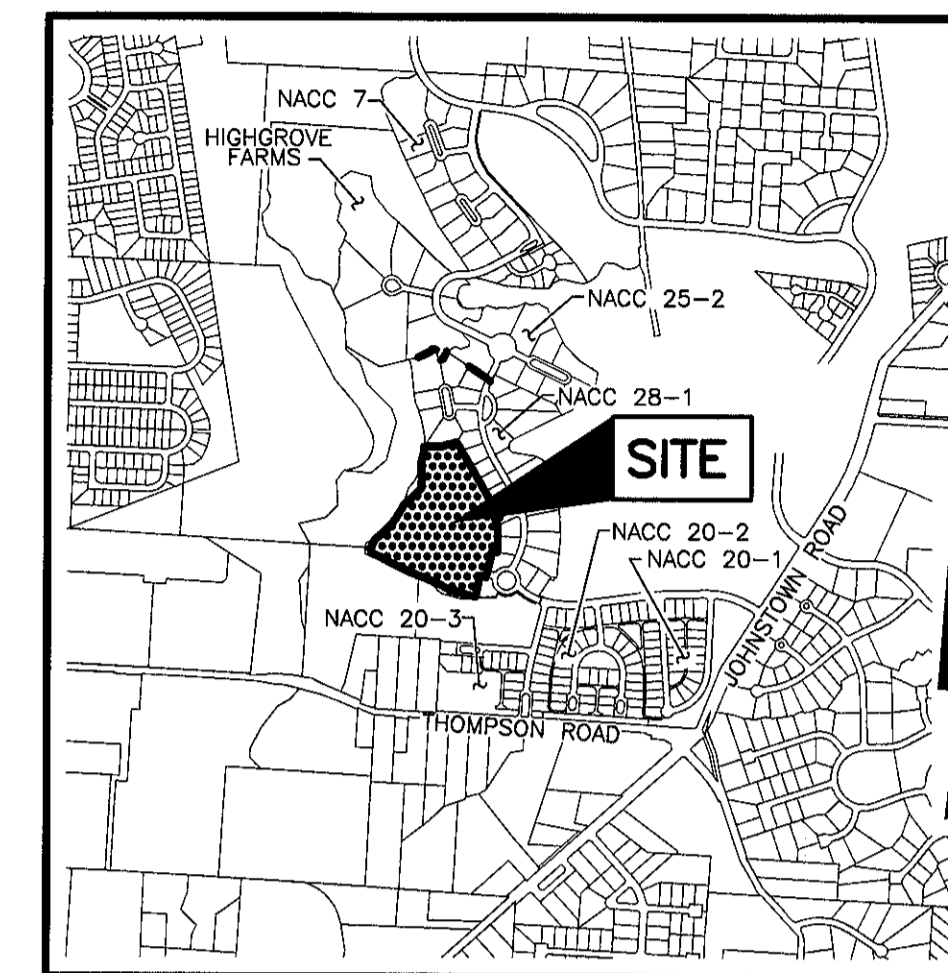 NACC 7
HIGHGROVE
FARMS
NACC 25-2
NACC 28-1
SITE
NACC 20-2
NACC 20-1
NACC 20-3
JOHNSTOWN ROAD
THOMPSON ROAD